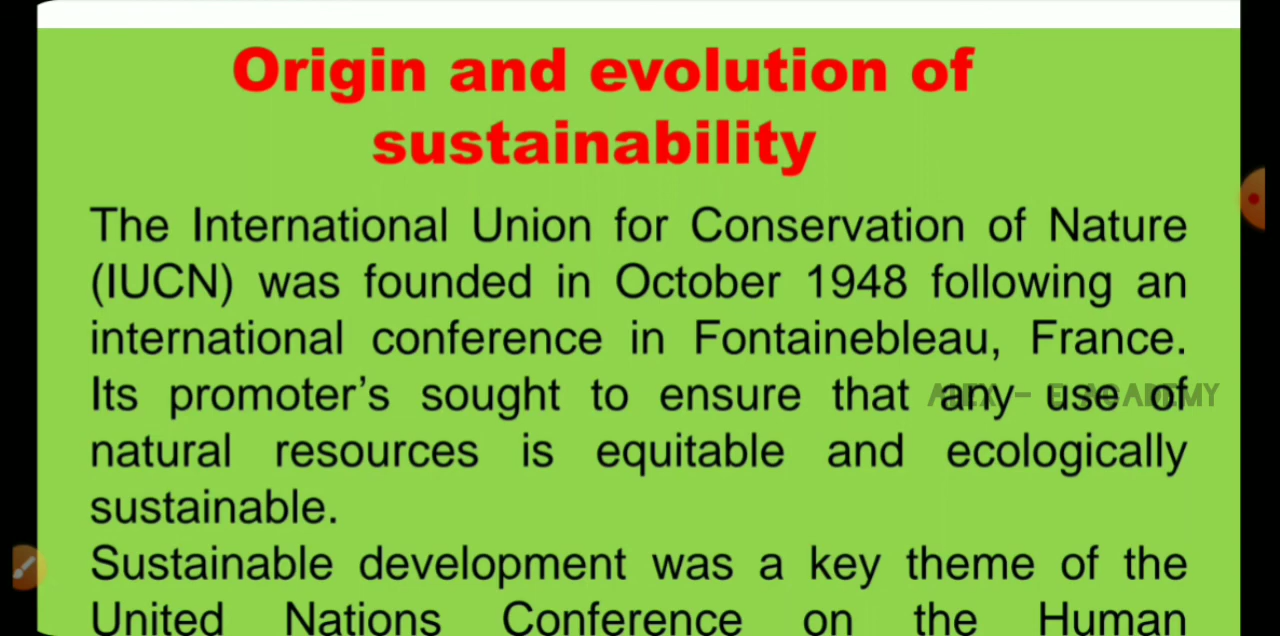 Origin and evolution of
sustainability
The International Union for Conservation of Nature
(IUCN) was founded in October 1948 following an
international conference in Fontainebleau, France.
Its promoter’s sought to ensure that any use of
ALEX - E ACADEMY
natural resources is equitable and ecologically
sustainable.
Sustainable development was a key theme of the
United Nations Conference on the Human